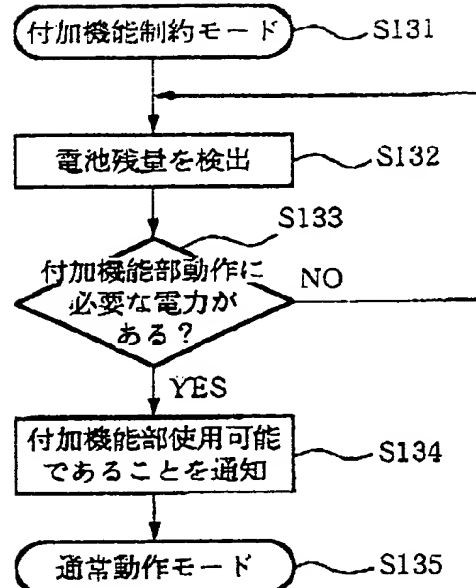 付加機能制約モード
S131
電池残量を検出
S132
S133
付加機能部動作に
必要な電力が
ある?
NO
YES
付加機能部使用可能
であることを通知
S134
通常動作モード
S135